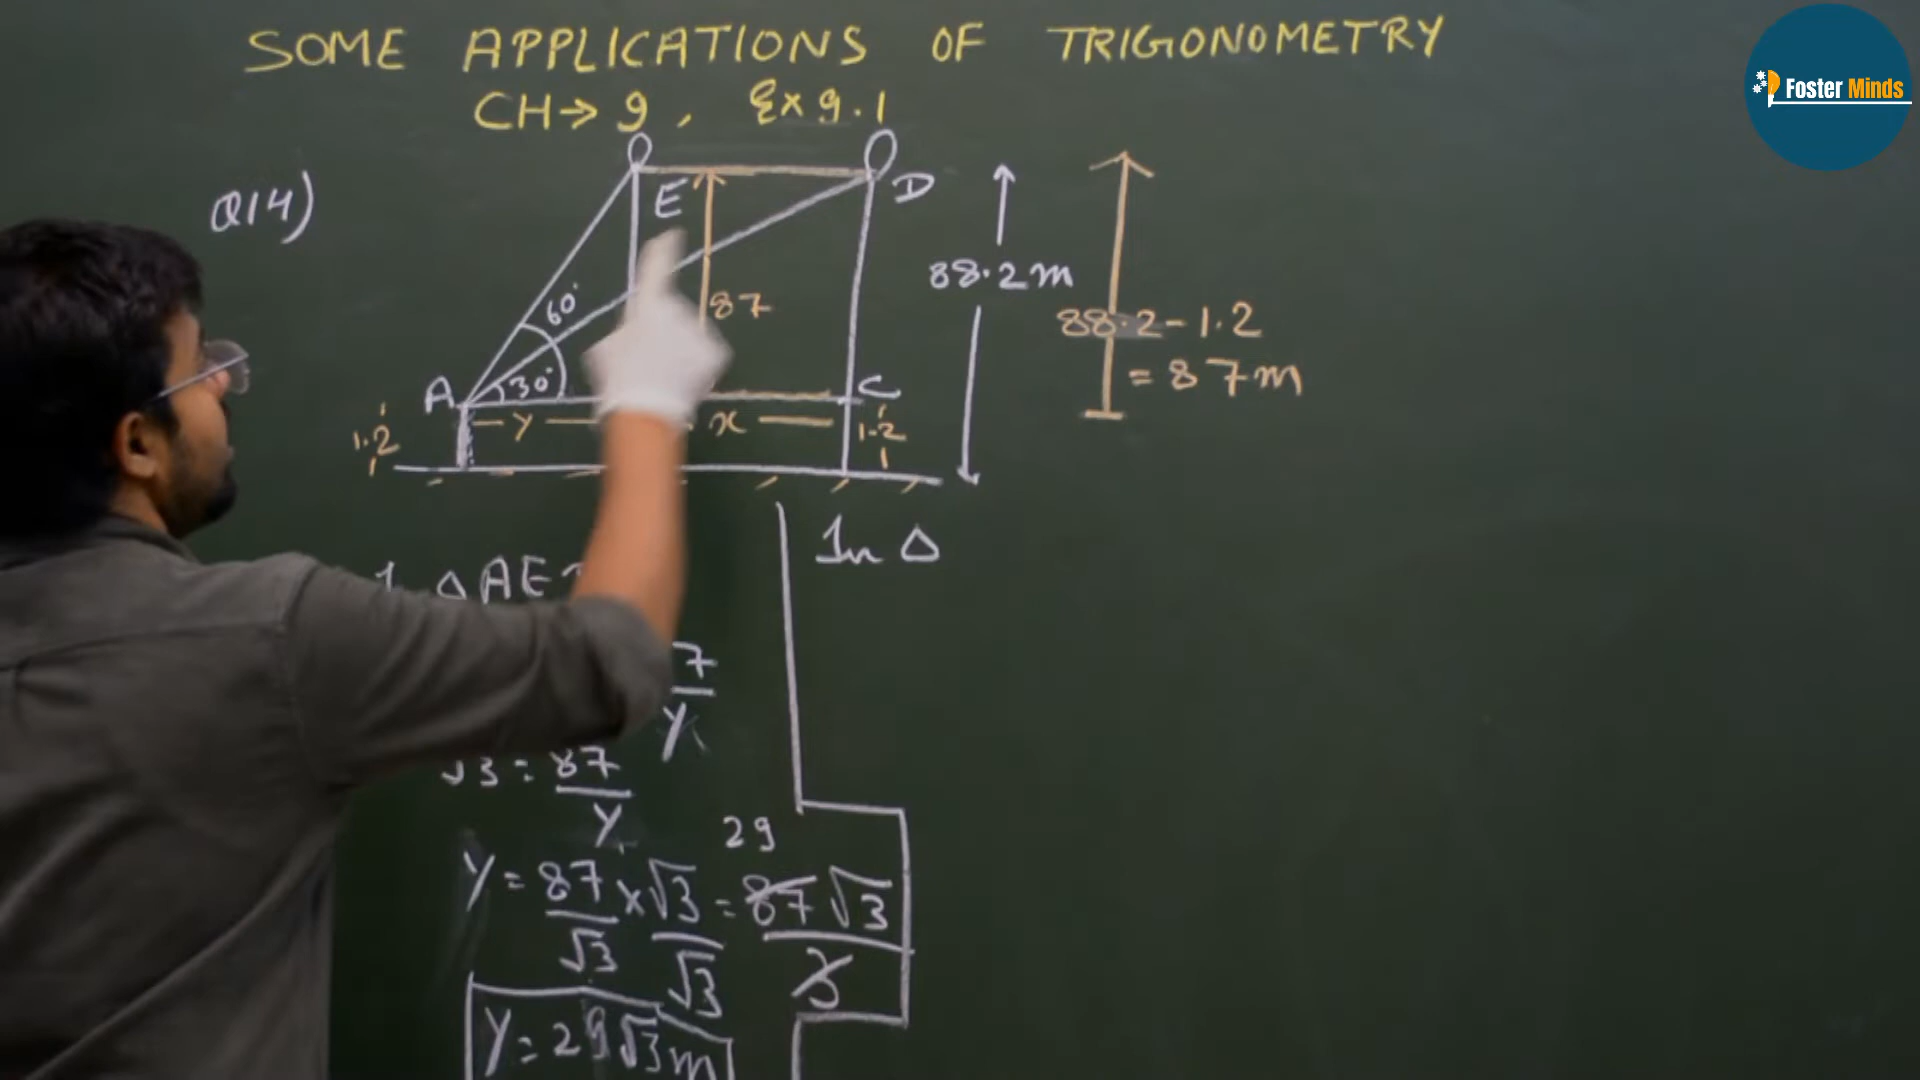 SOME APPLICATIONS OF TRIGONOMETRY
CH→9, Ex 9.1
Foster Minds
Q14)
E
D
88.2m
60°
87
88.2-1.2
= 87m
A
30°
C
y
x
1.2
1.2
In Δ
Δ AE
7
y
√3 = 87
y
29
y = 87 × √3 = 87 √3
√3 √3 3
y = 29√3 m